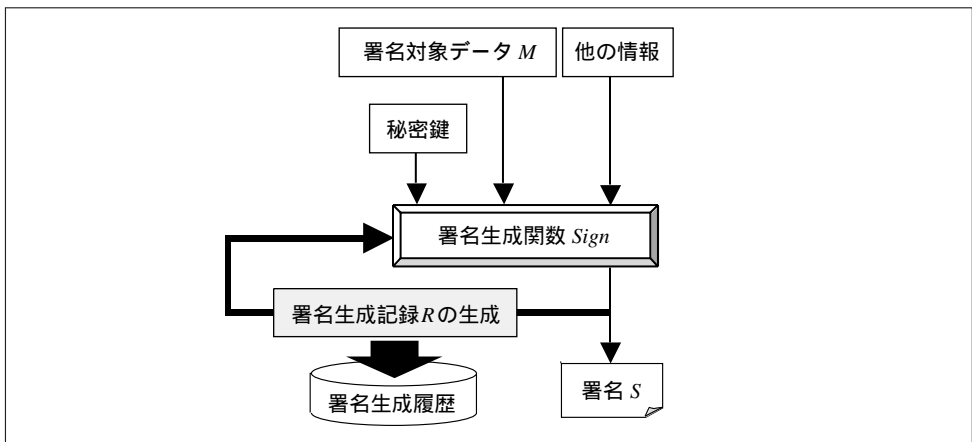 署名対象データ M
他の情報
秘密鍵
署名生成関数 Sign
署名生成記録Rの生成
署名生成履歴
署名 S